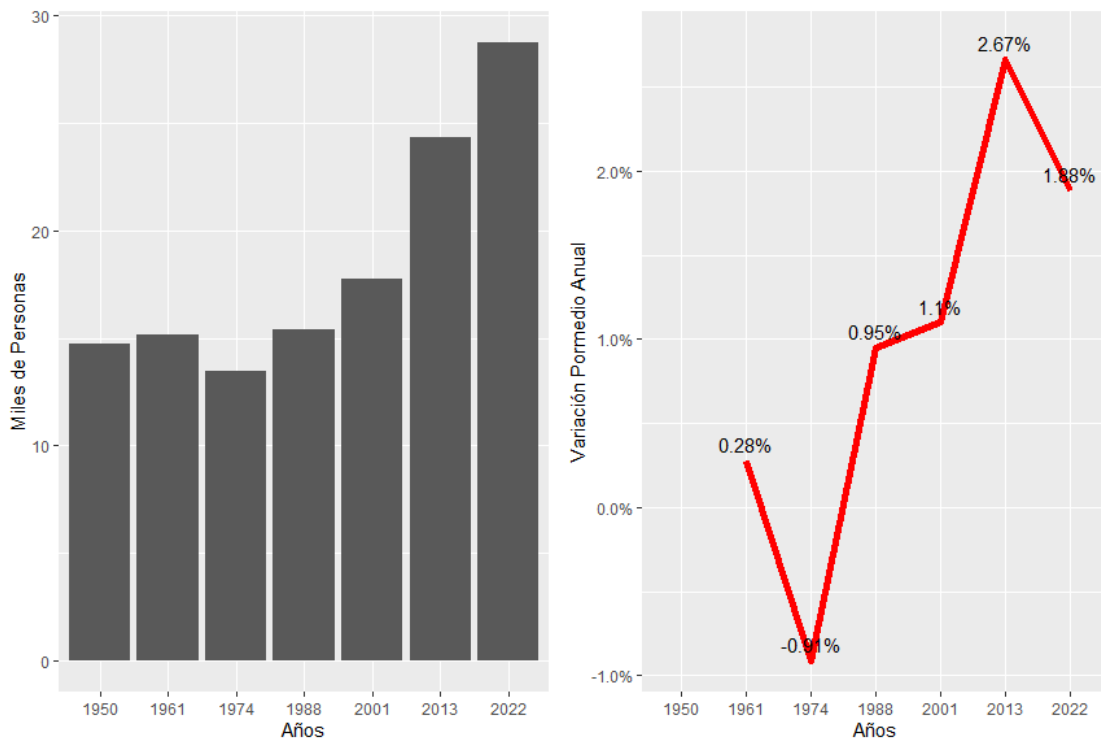 Miles de Personas
30
20
10
0
1950 1961 1974 1988 2001 2013 2022
Años
Variación Pormedio Anual
2.0%
1.0%
0.0%
-1.0%
0.28%
-0.91%
0.95%
1.1%
2.67%
1.88%
1950 1961 1974 1988 2001 2013 2022
Años